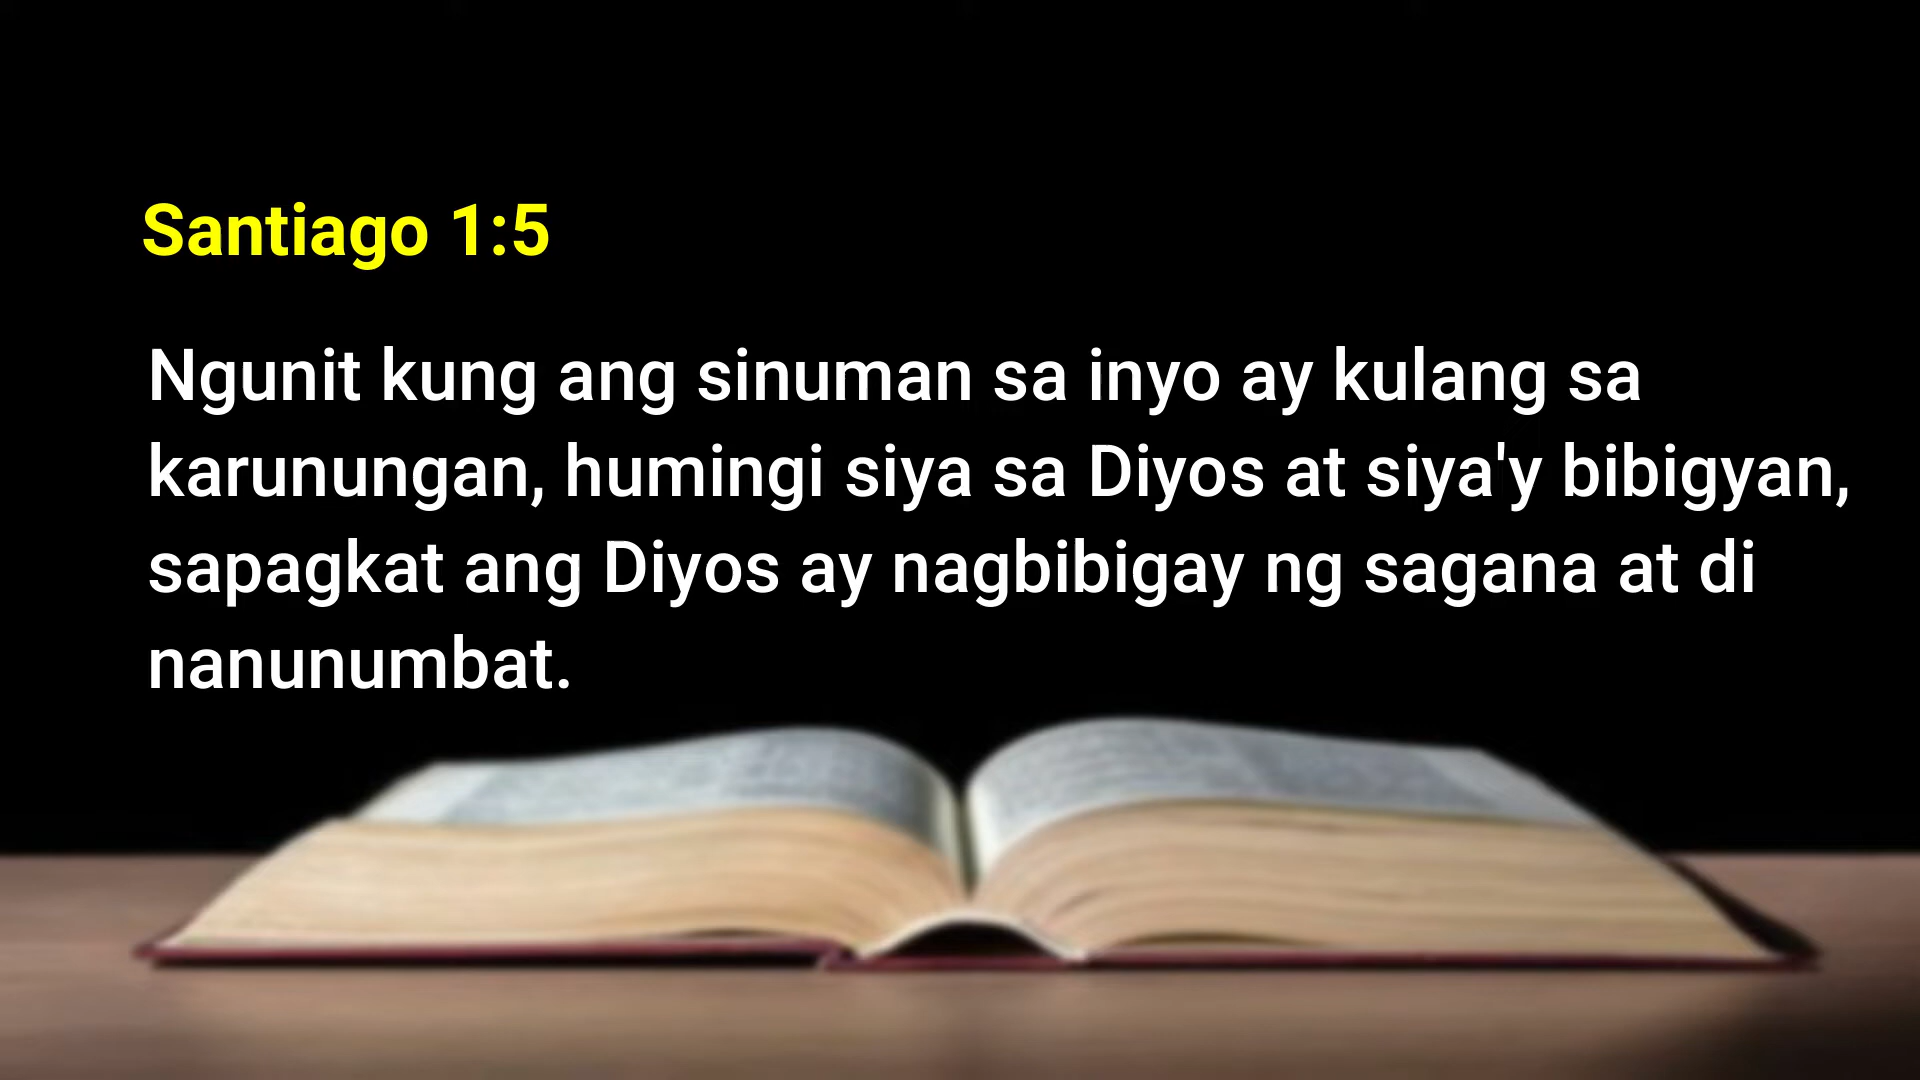 Santiago 1:5
Ngunit kung ang sinuman sa inyo ay kulang sa
karunungan, humingi siya sa Diyos at siya'y bibigyan,
sapagkat ang Diyos ay nagbibigay ng sagana at di
nanunumbat.